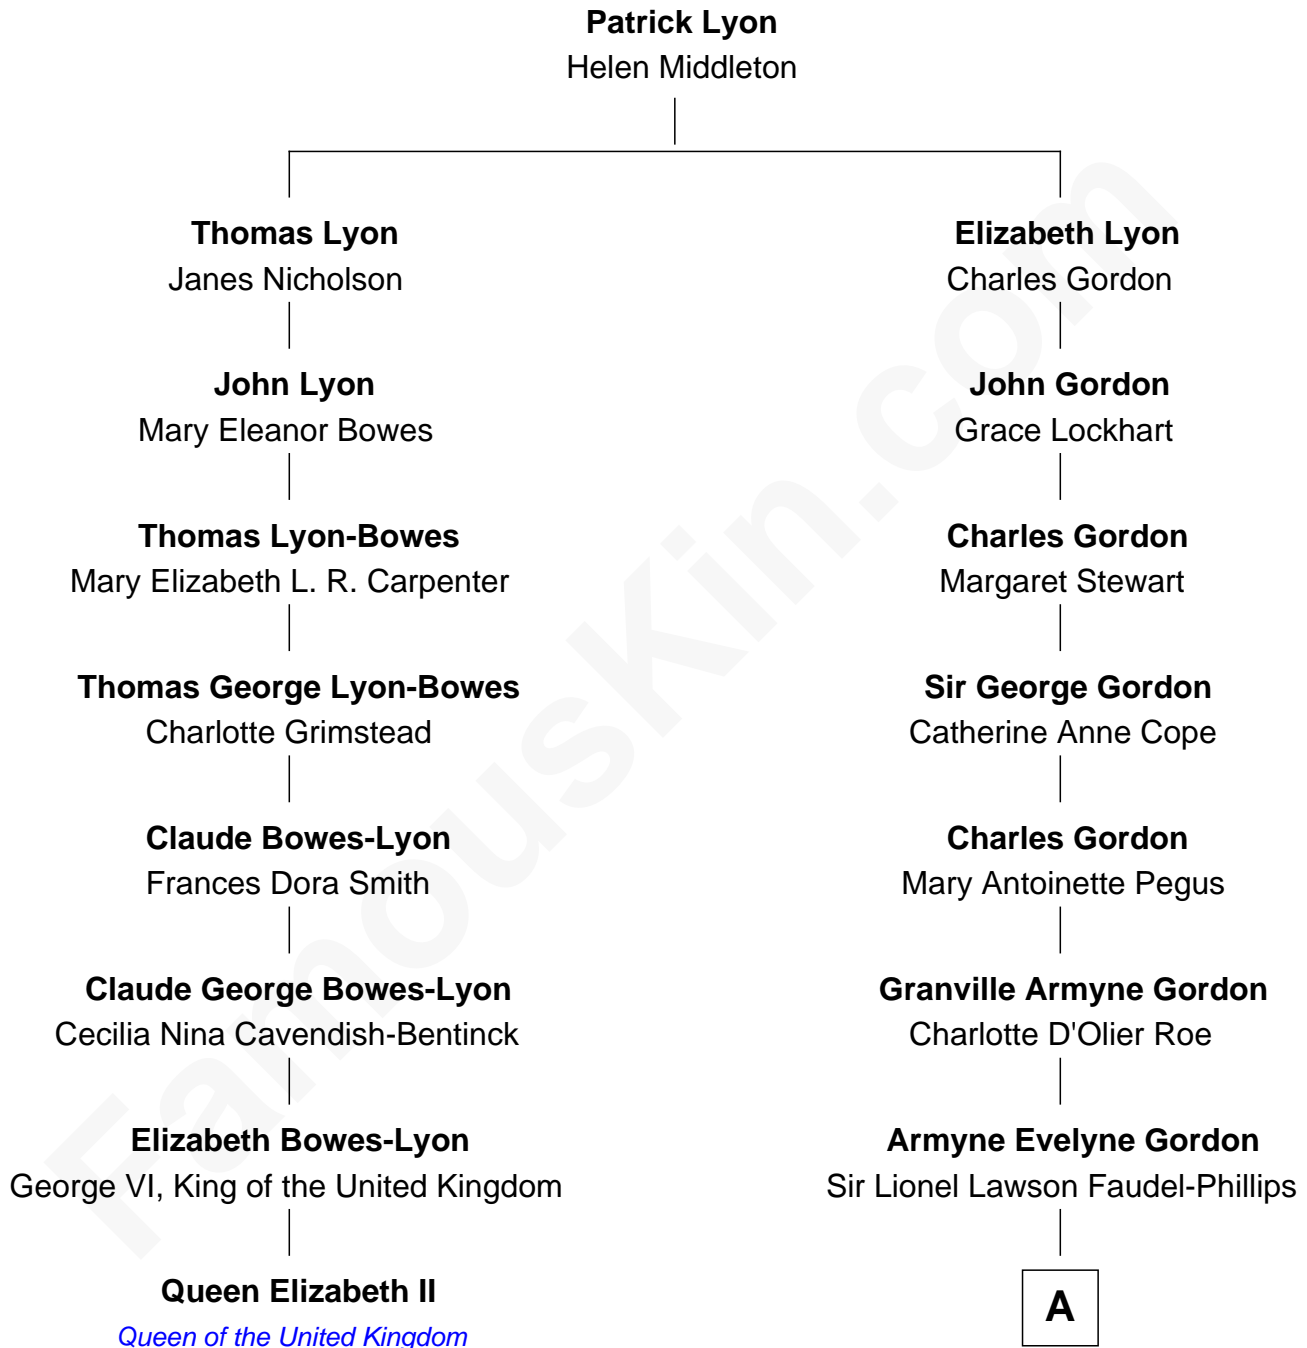 Patrick Lyon
Helen Middleton
Thomas Lyon
Janes Nicholson
Elizabeth Lyon
Charles Gordon
John Lyon
Mary Eleanor Bowes
John Gordon
Grace Lockhart
Thomas Lyon-Bowes
Mary Elizabeth L. R. Carpenter
Charles Gordon
Margaret Stewart
Thomas George Lyon-Bowes
Charlotte Grimstead
Sir George Gordon
Catherine Anne Cope
Claude Bowes-Lyon
Frances Dora Smith
Charles Gordon
Mary Antoinette Pegus
Claude George Bowes-Lyon
Cecilia Nina Cavendish-Bentinck
Granville Armyne Gordon
Charlotte D'Olier Roe
Elizabeth Bowes-Lyon
George VI, King of the United Kingdom
Armyne Evelyne Gordon
Sir Lionel Lawson Faudel-Phillips
Queen Elizabeth II
Queen of the United Kingdom
A
FamousKin.com